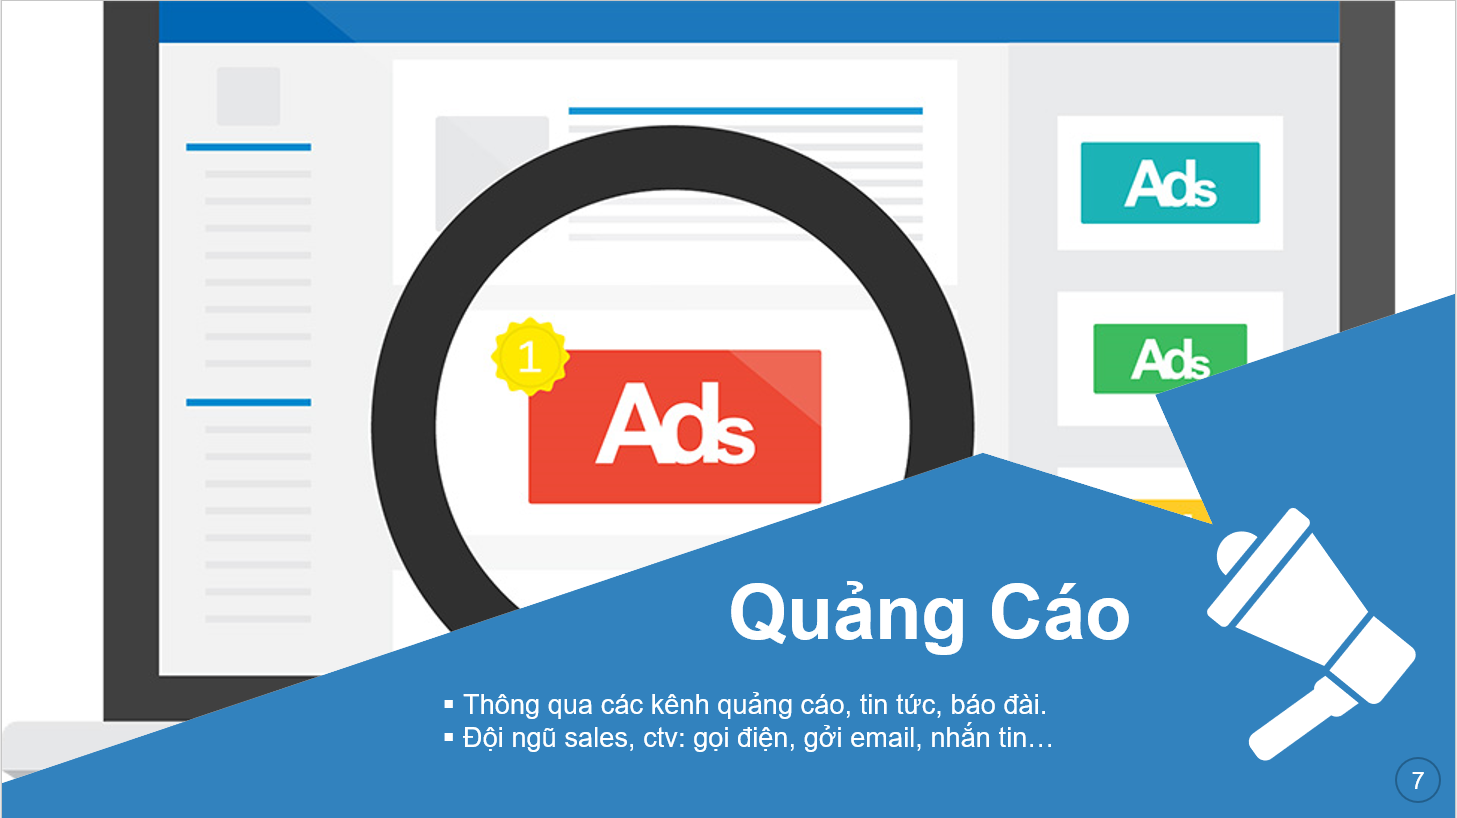 Ads
Ads
1
Ads
Quảng Cáo
Thông qua các kênh quảng cáo, tin tức, báo đài.
Đội ngũ sales, ctv: gọi điện, gởi email, nhắn tin…
7